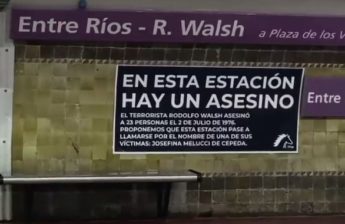 Entre Ríos - R. Walsh
a Plaza de los V
EN ESTA ESTACIÓN
HAY UN ASESINO
EL TERRORISTA RODOLFO WALSH ASESINÓ
A 23 PERSONAS EL 2 DE JULIO DE 1976.
PROPONEMOS QUE ESTA ESTACIÓN PASE A
LLAMARSE POR EL NOMBRE DE UNA DE SUS
VÍCTIMAS: JOSEFINA MELUCCI DE CEPEDA.
Entre